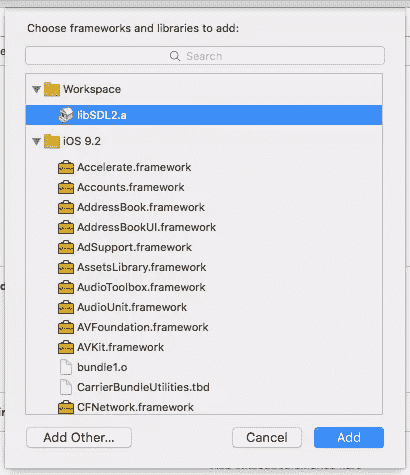 Choose frameworks and libraries to add:
Search
Workspace
libSDL2.a
iOS 9.2
Accelerate.framework
Accounts.framework
AddressBook.framework
AddressBookUI.framework
AdSupport.framework
AssetsLibrary.framework
AudioToolbox.framework
AudioUnit.framework
AVFoundation.framework
AVKit.framework
bundle1.o
CarrierBundleUtilities.tbd
CFNetwork.framework
Add Other...
Cancel
Add